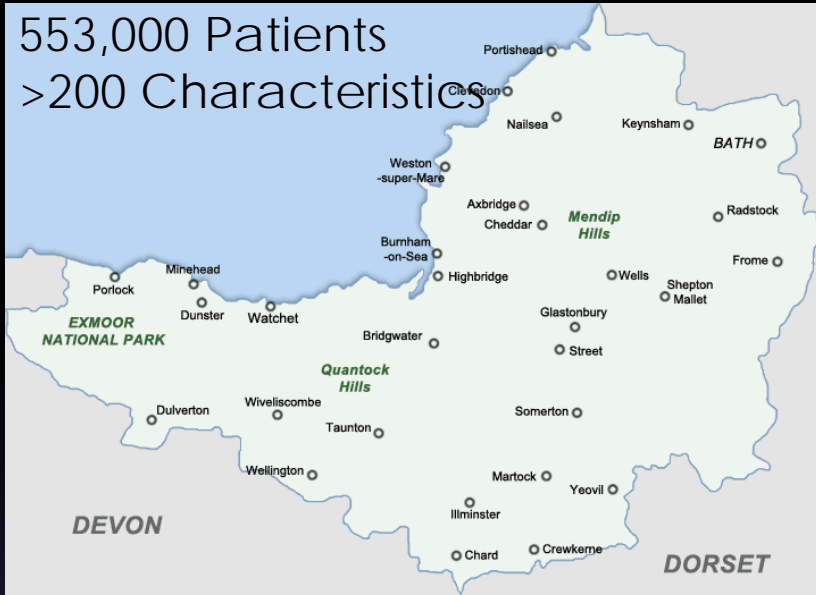 553,000 Patients
>200 Characteristics
Portishead
Clevedon
Nailsea
Keynsham
BATH
Weston
-super-Mare
Axbridge
Cheddar
Mendip
Hills
Radstock
Burnham
-on-Sea
Highbridge
Wells
Frome
Shepton
Mallet
Minehead
Porlock
Dunster
Watchet
EXMOOR
NATIONAL PARK
Glastonbury
Bridgwater
Street
Quantock
Hills
Dulverton
Wiveliscombe
Taunton
Somerton
Wellington
Martock
Yeovil
Illminster
DEVON
Chard
Crewkerne
DORSET